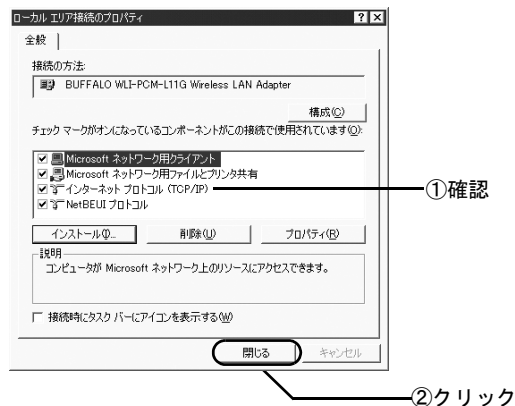 ローカル エリア接続のプロパティ
全般
接続の方法:
BUFFALO WLI-PCM-L11G Wireless LAN Adapter
構成(C)
チェック マークがオンになっているコンポーネントがこの接続で使用されています(O):
Microsoft ネットワーク用クライアント
Microsoft ネットワーク用ファイルとプリンタ共有
インターネット プロトコル (TCP/IP)
NetBEUI プロトコル
①確認
インストール(I)...
削除(U)
プロパティ(R)
説明
コンピュータが Microsoft ネットワーク上のリソースにアクセスできます。
接続時にタスク バーにアイコンを表示する(W)
閉じる
キャンセル
②クリック